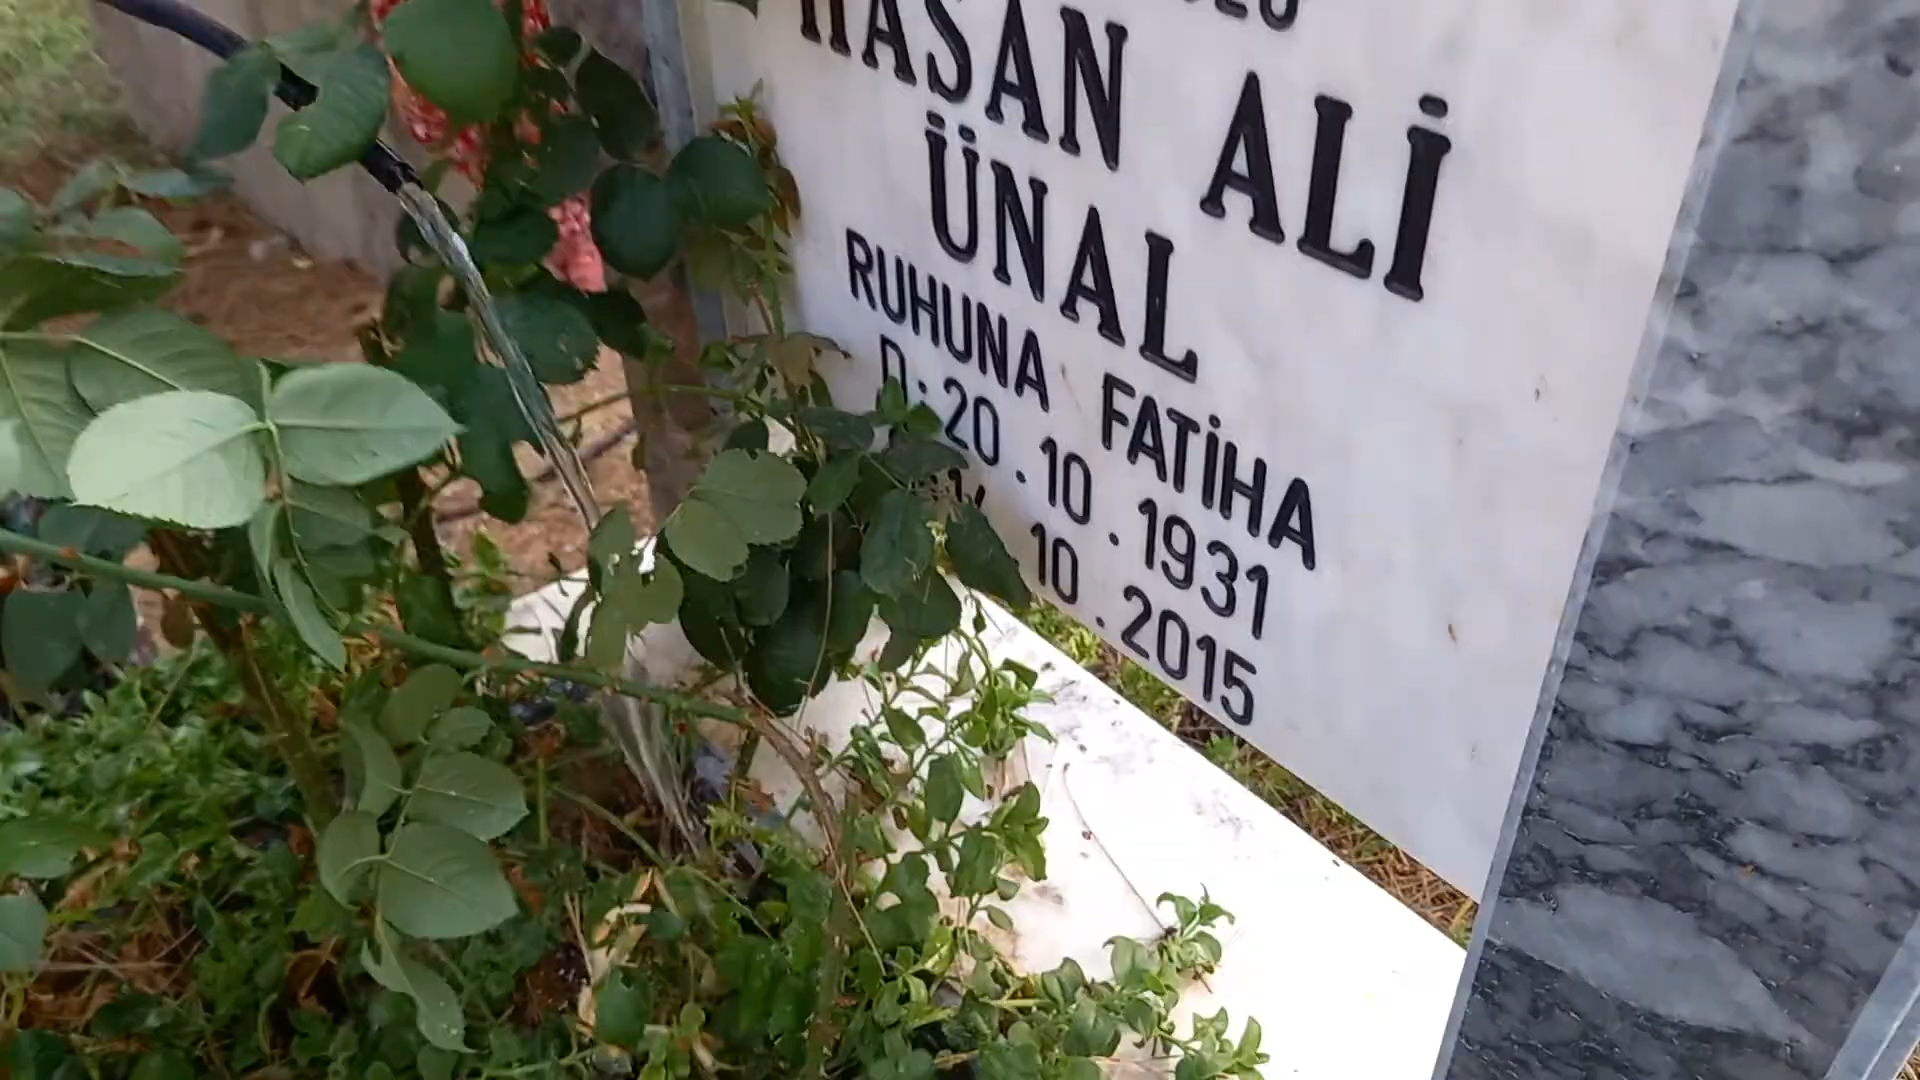 HASAN ALİ
ÜNAL
RUHUNA FATİHA
D: 20.10.1931
10.2015